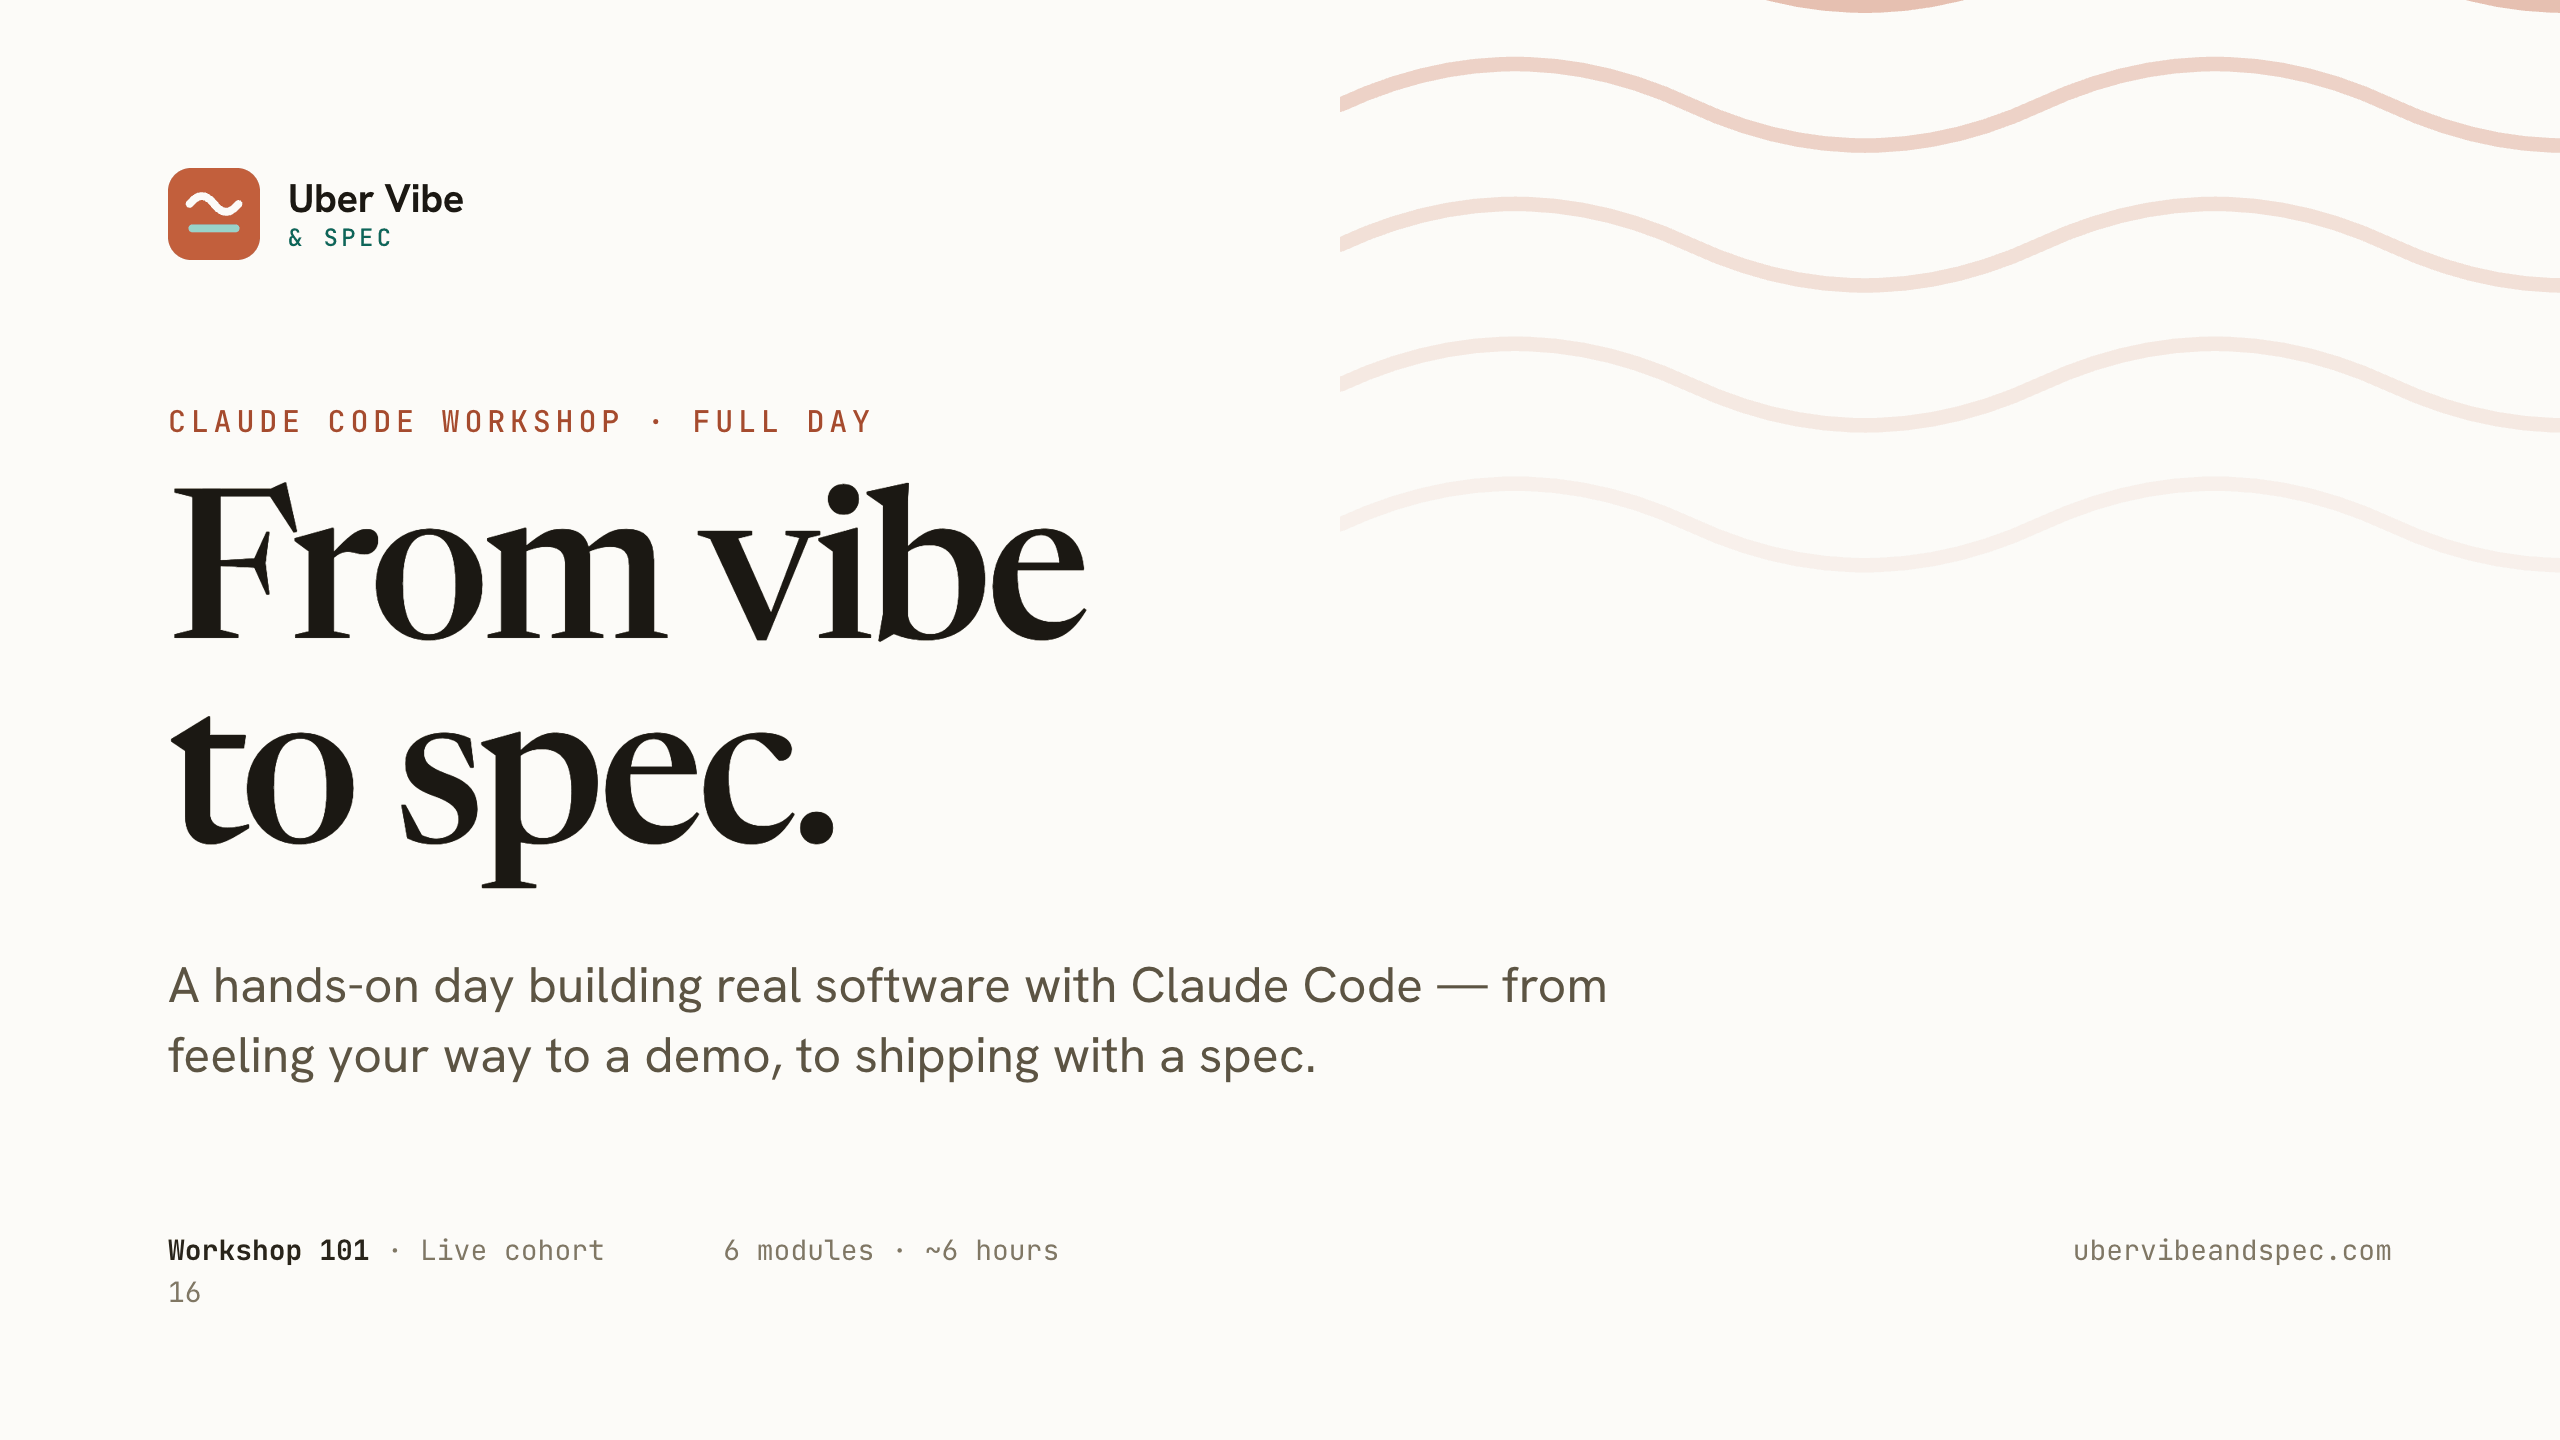 Uber Vibe
& SPEC
CLAUDE CODE WORKSHOP · FULL DAY
From vibe
to spec.
A hands-on day building real software with Claude Code — from
feeling your way to a demo, to shipping with a spec.
Workshop 101 · Live cohort
16
6 modules · ~6 hours
ubervibeandspec.com